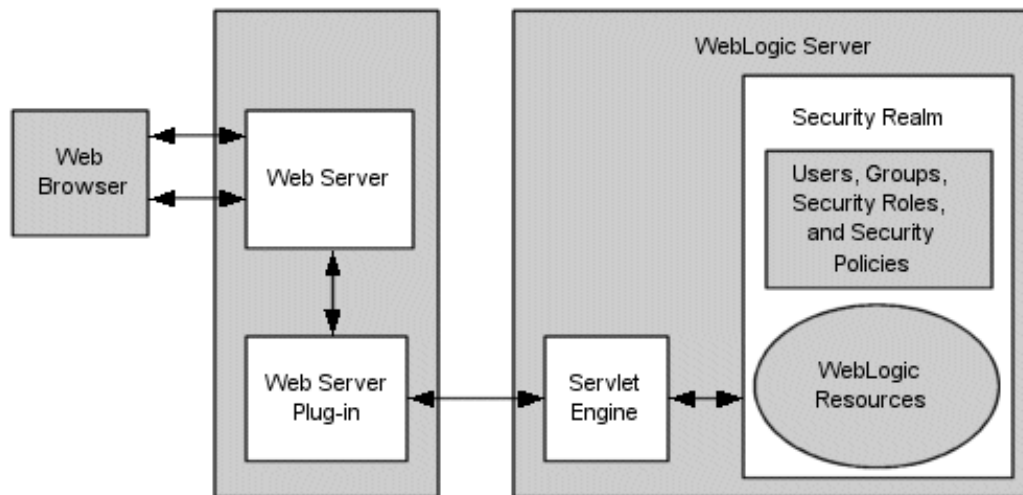 WebLogic Server
Security Realm
Users, Groups,
Security Roles,
and Security
Policies
Web
Browser
Web Server
Web Server
Plug-in
Servlet
Engine
WebLogic
Resources